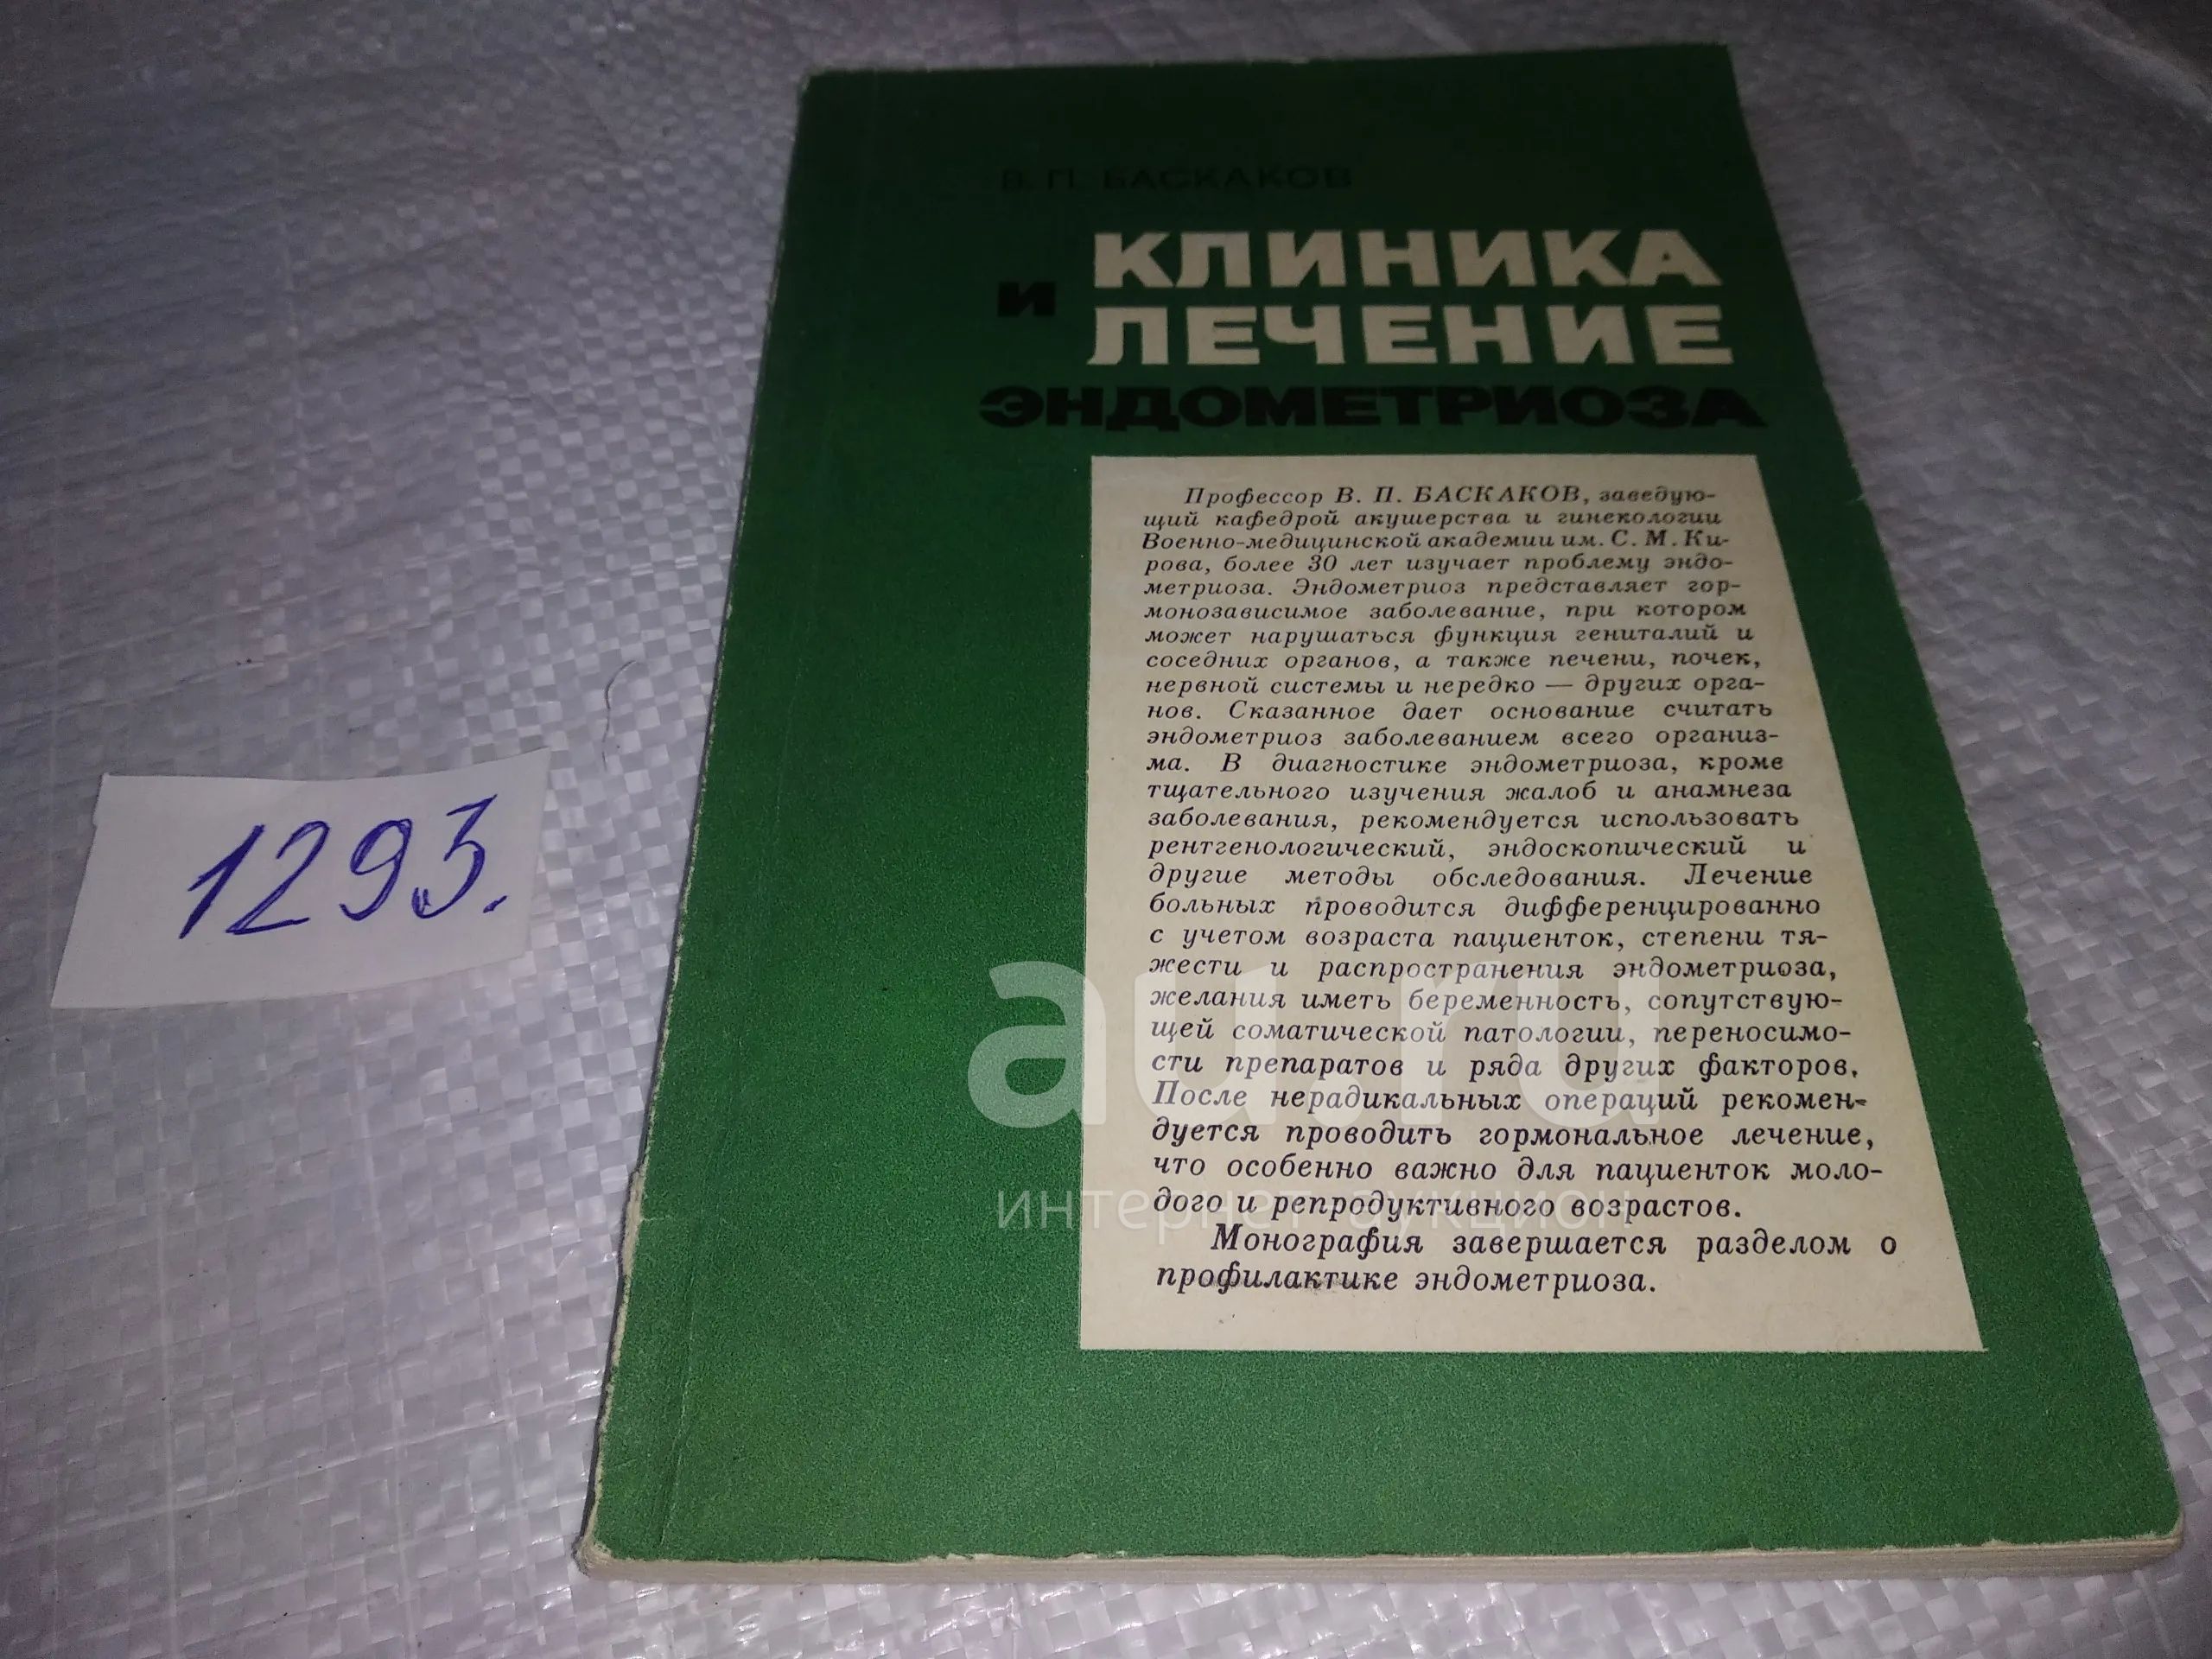 В. П. БАСКАКОВ
КЛИНИКА
и
ЛЕЧЕНИЕ
ЭНДОМЕТРИОЗА
Профессор В. П. БАСКАКОВ, заведую-
щий кафедрой акушерства и гинекологии
Военно-медицинской академии им. С. М. Ки-
рова, более 30 лет изучает проблему эндо-
метриоза. Эндометриоз представляет гор-
монозависимое заболевание, при котором
может нарушаться функция гениталий и
соседних органов, а также печени, почек,
нервной системы и нередко — других орга-
нов. Сказанное дает основание считать
эндометриоз заболеванием всего организ-
ма. В диагностике эндометриоза, кроме
тщательного изучения жалоб и анамнеза
заболевания, рекомендуется использовать
рентгенологический, эндоскопический и
другие методы обследования. Лечение
больных проводится дифференцированно
с учетом возраста пациенток, степени тя-
жести и распространения эндометриоза,
желания иметь беременность, сопутствую-
щей соматической патологии, переносимо-
сти препаратов и ряда других факторов.
После нерадикальных операций рекомен-
дуется проводить гормональное лечение,
что особенно важно для пациенток моло-
дого и репродуктивного возрастов.
Монография завершается разделом о
профилактике эндометриоза.
1293.
au.ru
интернет-аукцион